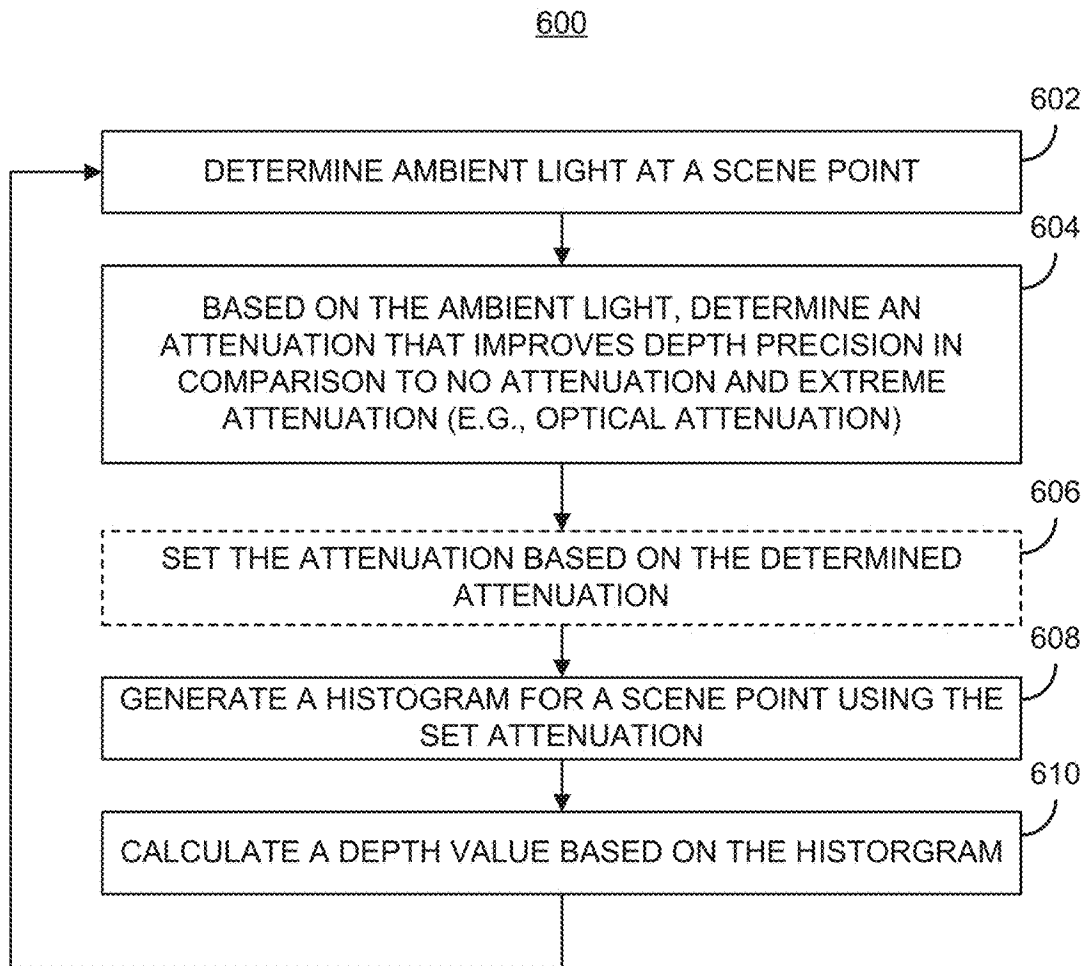 600
602
DETERMINE AMBIENT LIGHT AT A SCENE POINT
604
BASED ON THE AMBIENT LIGHT, DETERMINE AN
ATTENUATION THAT IMPROVES DEPTH PRECISION IN
COMPARISON TO NO ATTENUATION AND EXTREME
ATTENUATION (E.G., OPTICAL ATTENUATION)
606
SET THE ATTENUATION BASED ON THE DETERMINED
ATTENUATION
608
GENERATE A HISTOGRAM FOR A SCENE POINT USING THE
SET ATTENUATION
610
CALCULATE A DEPTH VALUE BASED ON THE HISTORGRAM